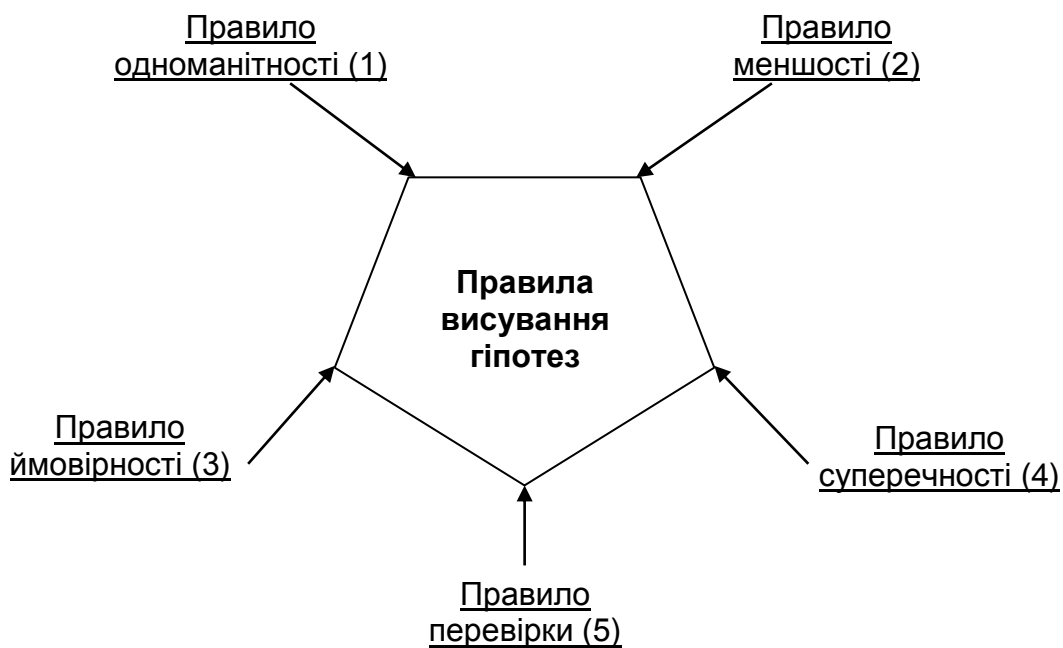 Правило
одноманітності (1)
Правило
меншості (2)
Правила
висування
гіпотез
Правило
ймовірності (3)
Правило
суперечності (4)
Правило
перевірки (5)